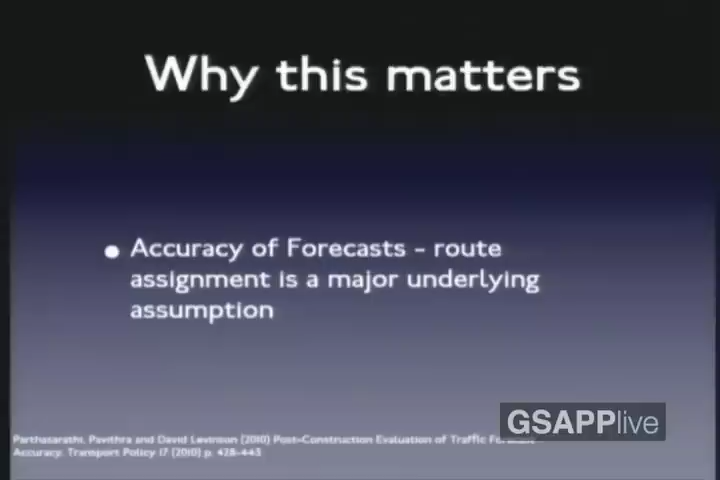 Why this matters
• Accuracy of Forecasts - route
assignment is a major underlying
assumption
GSAPPlive
Parthasarathi, Pavithra and David Levinson (2010) Post-Construction Evaluation of Traffic Forecast
Accuracy. Transport Policy 17 (2010) p. 428-443